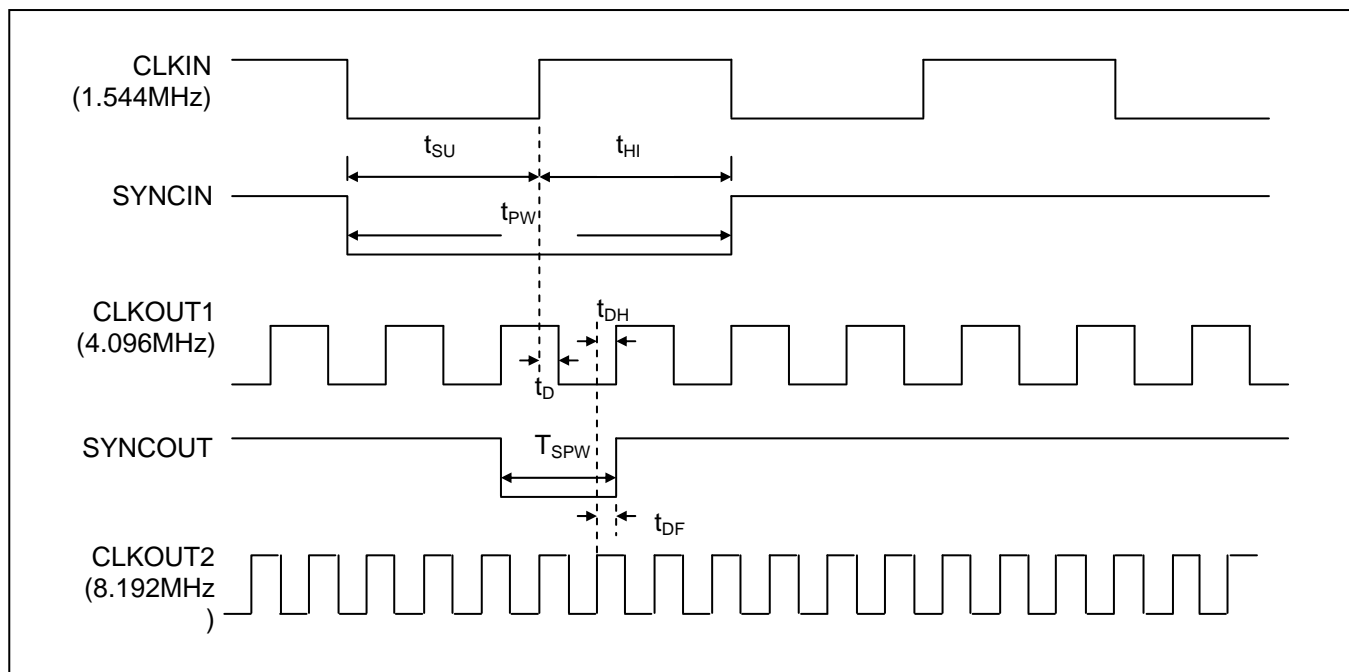 CLKIN
(1.544MHz)
tSU
tHI
SYNCIN
tPW
CLKOUT1
(4.096MHz)
tDH
tD
SYNCOUT
TSPW
tDF
CLKOUT2
(8.192MHz
)